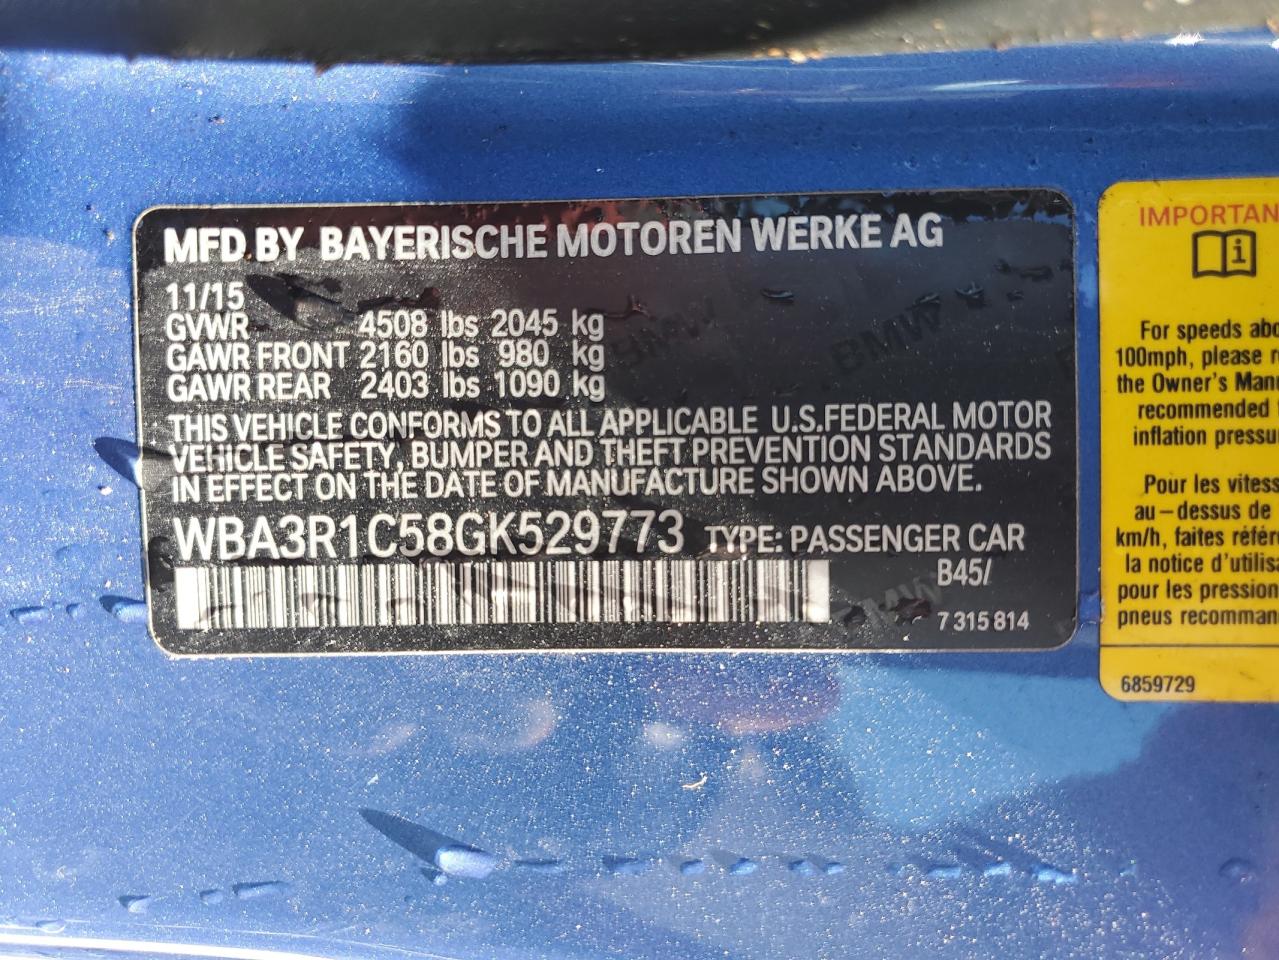 MFD BY BAYERISCHE MOTOREN WERKE AG
11/15
GVWR 4508 lbs 2045 kg
GAWR FRONT 2160 lbs 980 kg
GAWR REAR 2403 lbs 1090 kg
THIS VEHICLE CONFORMS TO ALL APPLICABLE U.S.FEDERAL MOTOR
VEHICLE SAFETY, BUMPER AND THEFT PREVENTION STANDARDS
IN EFFECT ON THE DATE OF MANUFACTURE SHOWN ABOVE.
WBA3R1C58GK529773 TYPE: PASSENGER CAR
B45/
7 315 814
BMW
BMW
BMW
IMPORTAN
i
For speeds abo
100mph, please r
the Owner's Manu
recommended
inflation pressu
Pour les vitess
au-dessus de
km/h, faites référ
la notice d'utilisa
pour les pression
pneus recomman
6859729